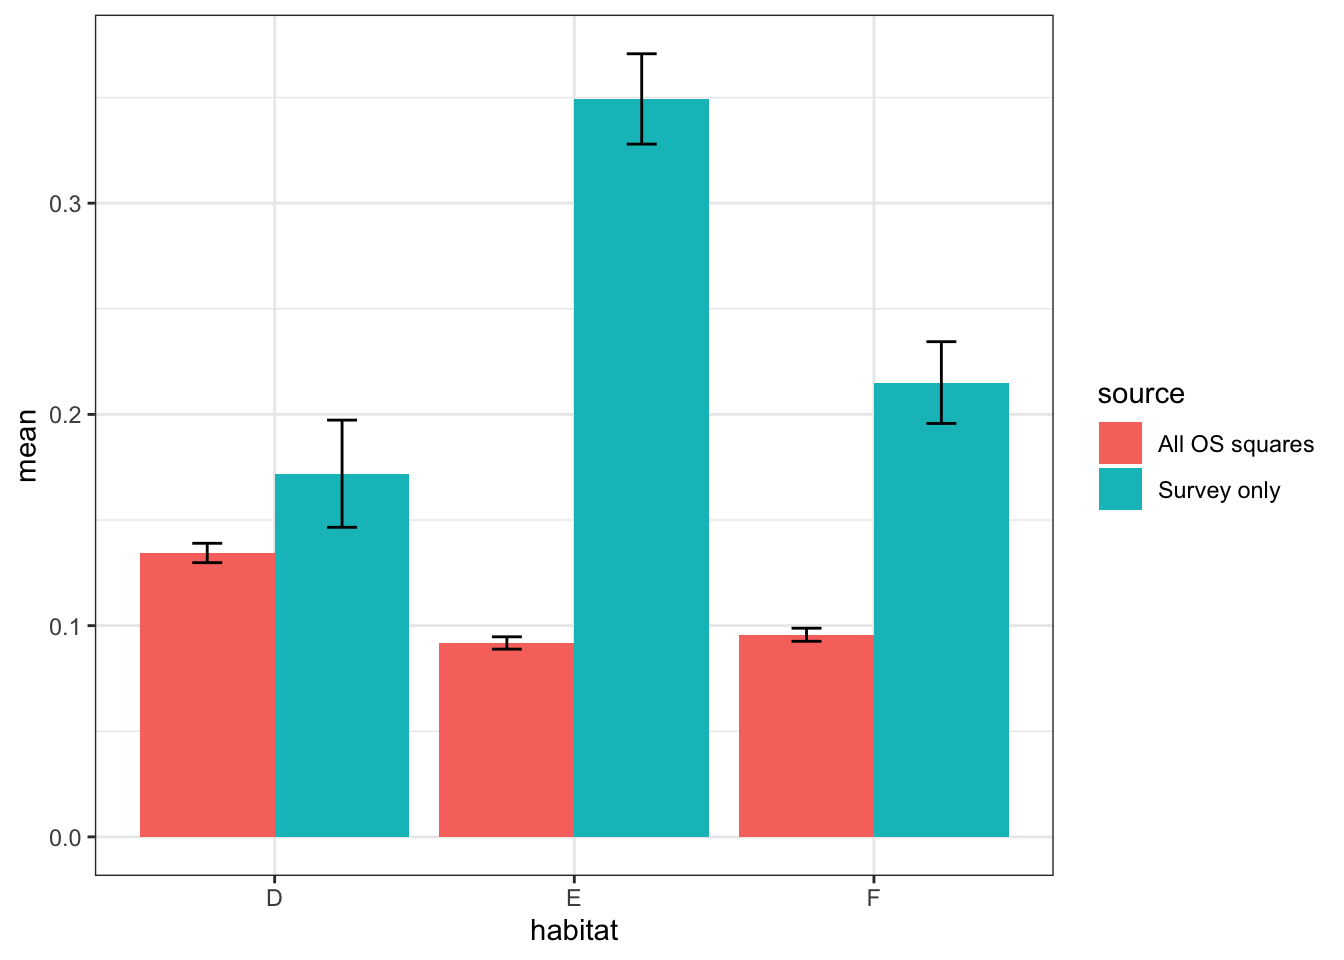 mean
0.3
0.2
0.1
0.0
D E F
habitat
source
All OS squares
Survey only